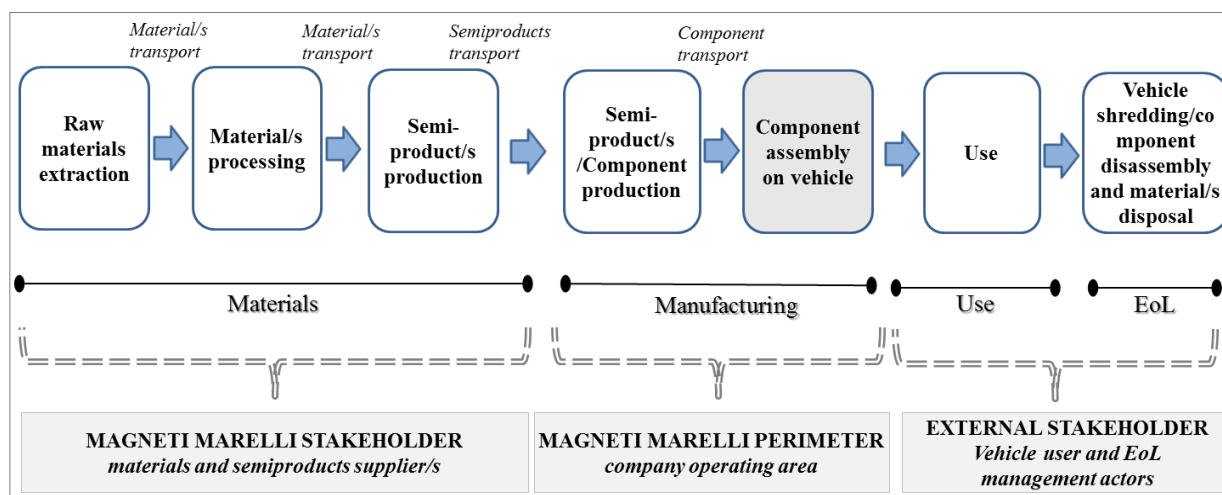 Material/s
transport
Material/s
transport
Semiproducts
transport
Component
transport
Raw
materials
extraction
Material/s
processing
Semi-
product/s
production
Semi-
product/s
/Component
production
Component
assembly
on vehicle
Use
Vehicle
shredding/co
mponent
disassembly
and material/s
disposal
Materials
Manufacturing
Use
EoL
MAGNETI MARELLI STAKEHOLDER
materials and semiproducts supplier/s
MAGNETI MARELLI PERIMETER
company operating area
EXTERNAL STAKEHOLDER
Vehicle user and EoL
management actors